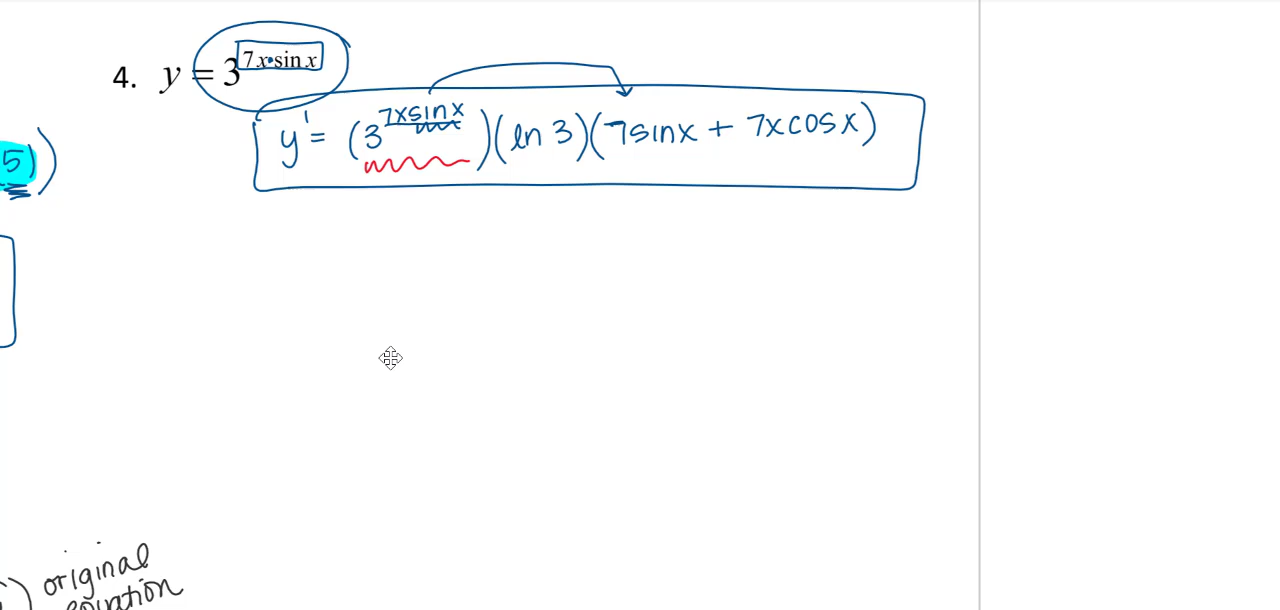 4. y = 3^{7x•sin x}
y' = (3^{7xsinx})(ln 3)(7sinx + 7xcosx)
5))
original
equation